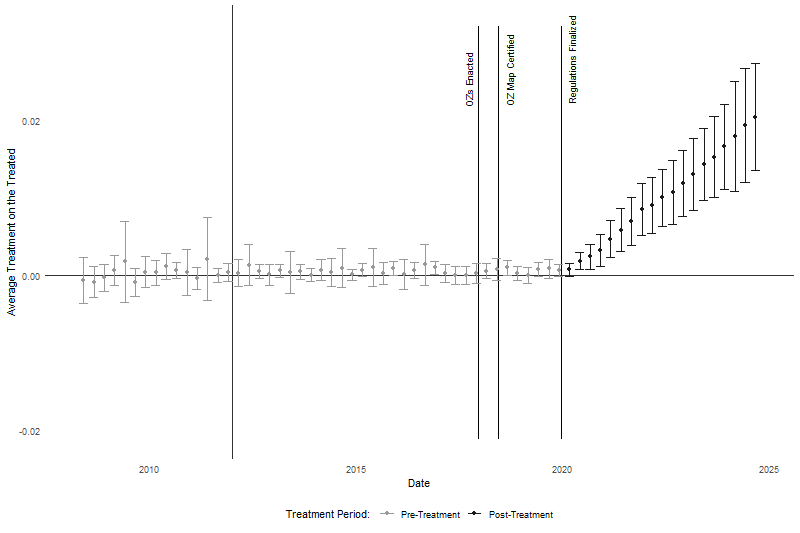 OZs Enacted
OZ Map Certified
Regulations Finalized
Average Treatment on the Treated
0.02
0.00
-0.02
2010
2015
2020
2025
Date
Treatment Period:
Pre-Treatment
Post-Treatment